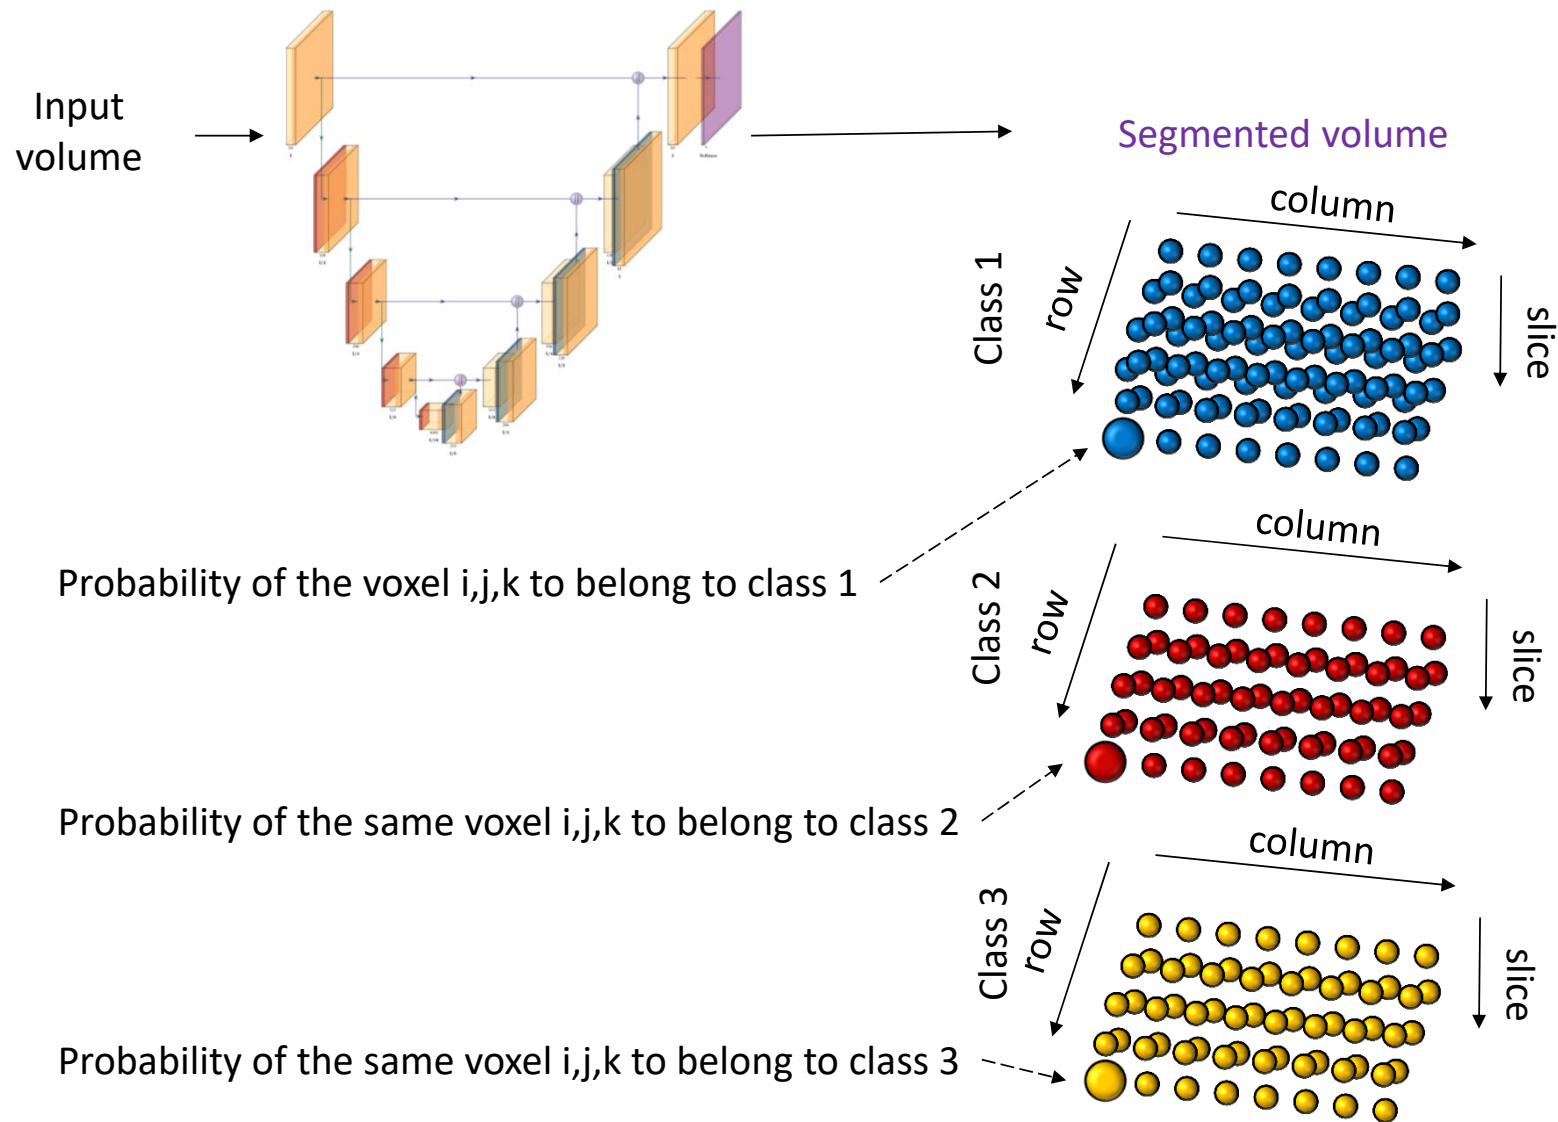 Input
volume
Segmented volume
column
row
Class 1
slice
Probability of the voxel i,j,k to belong to class 1
column
row
Class 2
slice
Probability of the same voxel i,j,k to belong to class 2
column
row
Class 3
slice
Probability of the same voxel i,j,k to belong to class 3